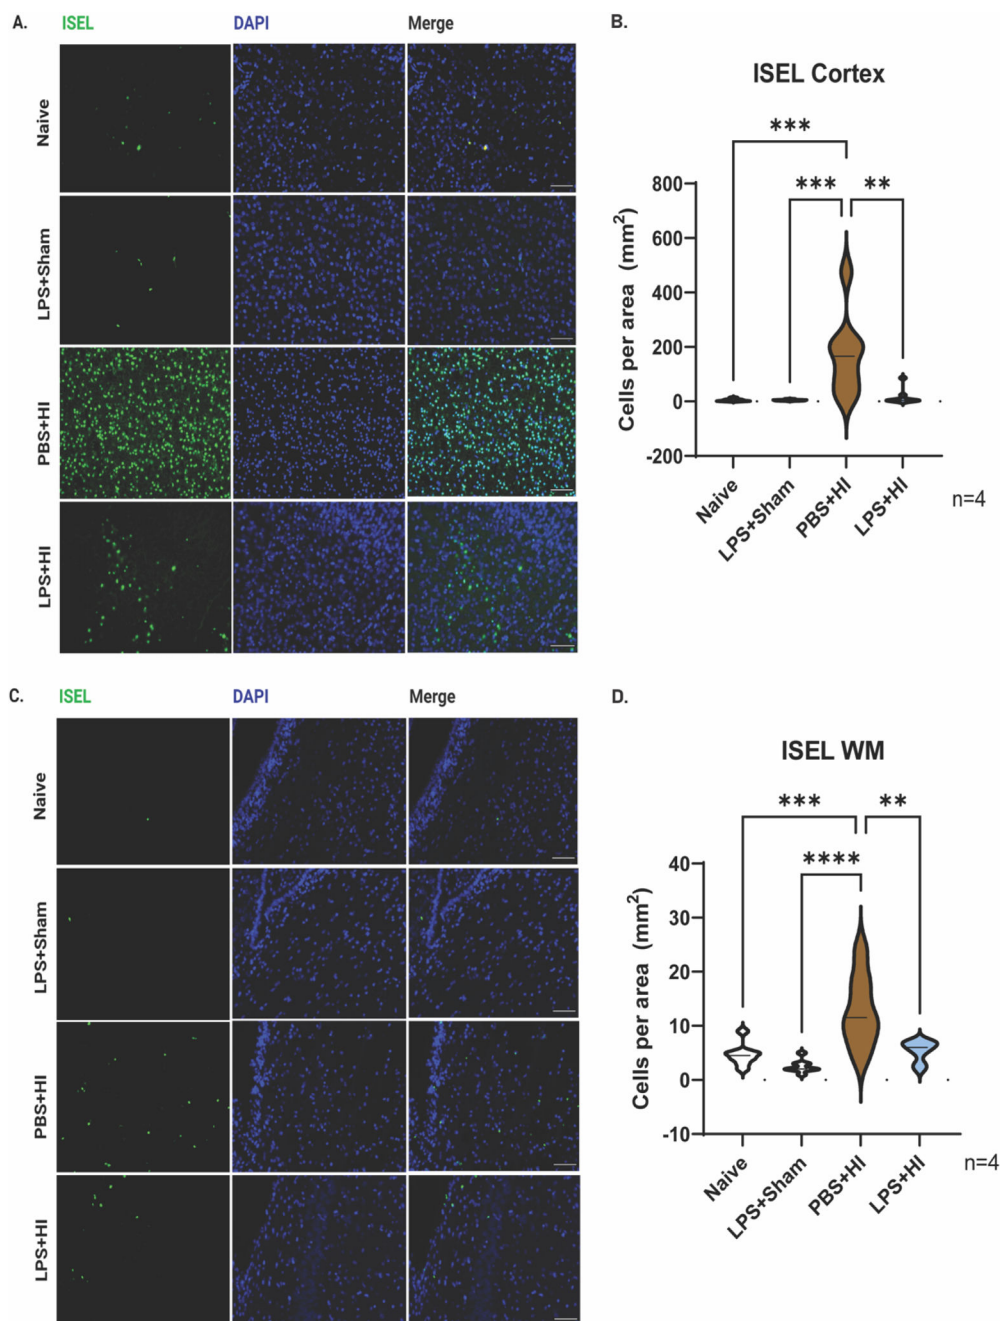 A.
ISEL DAPI Merge
Naive
LPS+Sham
PBS+HI
LPS+HI
B.
ISEL Cortex
***
*** **
Cells per area (mm²)
800
600
400
200
0
-200
Naive
LPS+Sham
PBS+HI
LPS+HI
n=4
C.
ISEL DAPI Merge
Naive
LPS+Sham
PBS+HI
LPS+HI
D.
ISEL WM
*** **
****
Cells per area (mm²)
40
30
20
10
0
-10
Naive
LPS+Sham
PBS+HI
LPS+HI
n=4